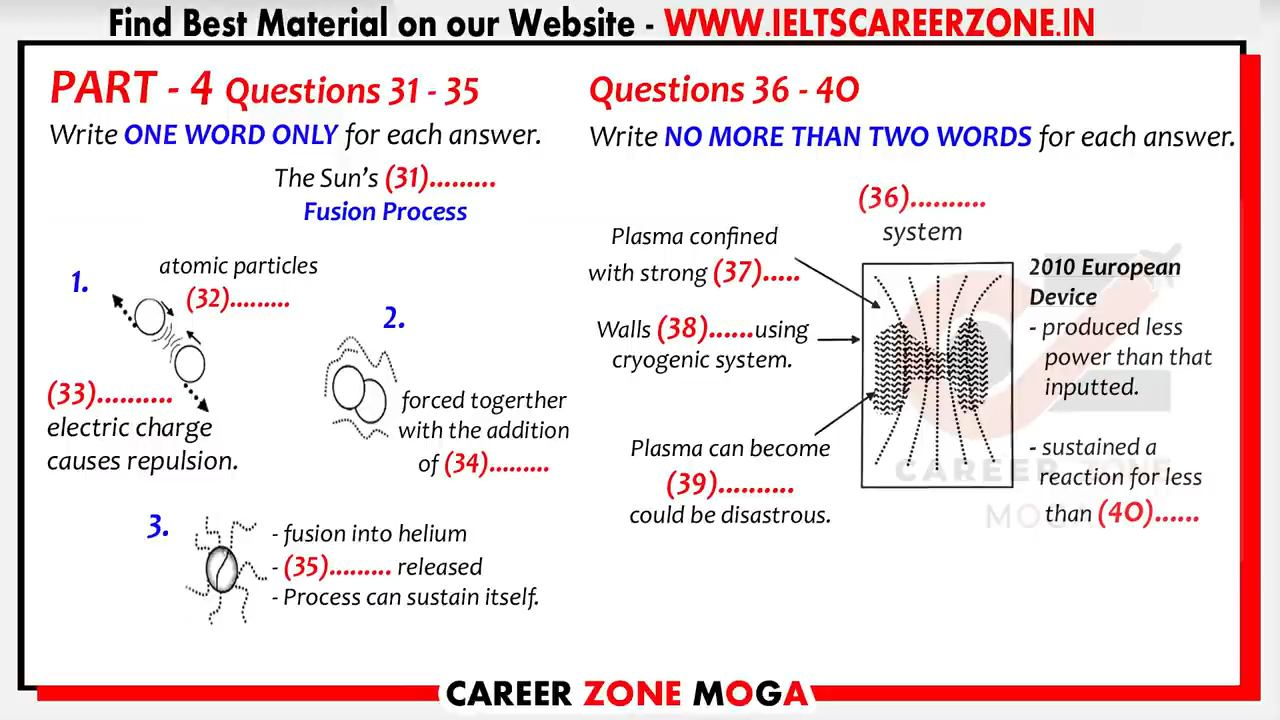 Find Best Material on our Website - WWW.IELTSCAREERZONE.IN
PART - 4 Questions 31 - 35
Write ONE WORD ONLY for each answer.
The Sun's (31).........
Fusion Process
1.
atomic particles
(32).........
2.
(33)..........
electric charge
causes repulsion.
forced togerther
with the addition
of (34).........
3.
- fusion into helium
- (35)......... released
- Process can sustain itself.
Questions 36 - 40
Write NO MORE THAN TWO WORDS for each answer.
(36)..........
system
Plasma confined
with strong (37).....
Walls (38)......using
cryogenic system.
Plasma can become
(39)..........
could be disastrous.
2010 European
Device
- produced less
power than that
inputted.
- sustained a
reaction for less
than (40)......
CAREER ZONE
MOGA
CAREER ZONE MOGA